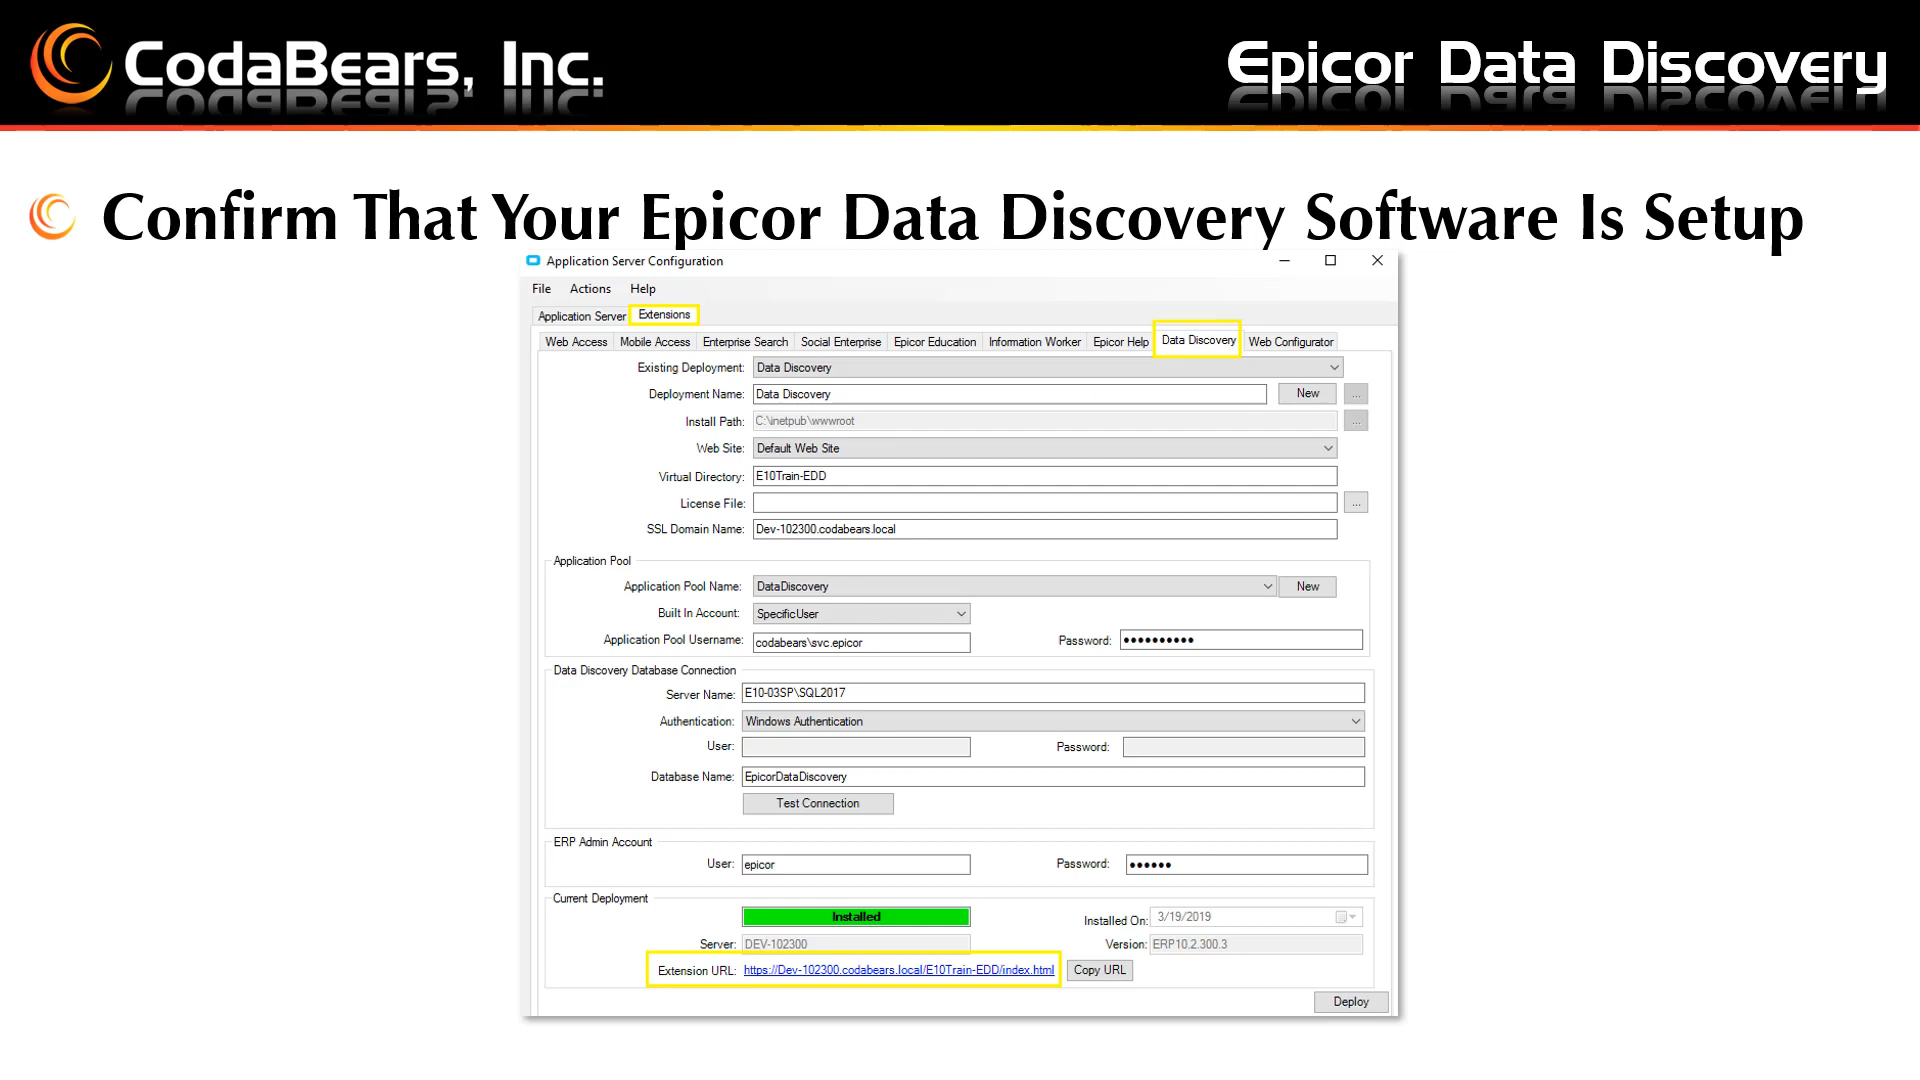 CodaBears, Inc.
Epicor Data Discovery
Confirm That Your Epicor Data Discovery Software Is Setup
Application Server Configuration
File Actions Help
Application Server Extensions
Web Access Mobile Access Enterprise Search Social Enterprise Epicor Education Information Worker Epicor Help Data Discovery Web Configurator
Existing Deployment: Data Discovery
Deployment Name: Data Discovery New ...
Install Path: C:\inetpub\wwwroot ...
Web Site: Default Web Site
Virtual Directory: E10Train-EDD
License File: ...
SSL Domain Name: Dev-102300.codabears.local
Application Pool
Application Pool Name: DataDiscovery New
Built In Account: SpecificUser
Application Pool Username: codabears\svc.epicor Password: ••••••••••
Data Discovery Database Connection
Server Name: E10-03SP\SQL2017
Authentication: Windows Authentication
User: Password:
Database Name: EpicorDataDiscovery
Test Connection
ERP Admin Account
User: epicor Password: ••••••
Current Deployment
Installed Installed On: 3/19/2019
Server: DEV-102300 Version: ERP10.2.300.3
Extension URL: https://Dev-102300.codabears.local/E10Train-EDD/index.html Copy URL
Deploy